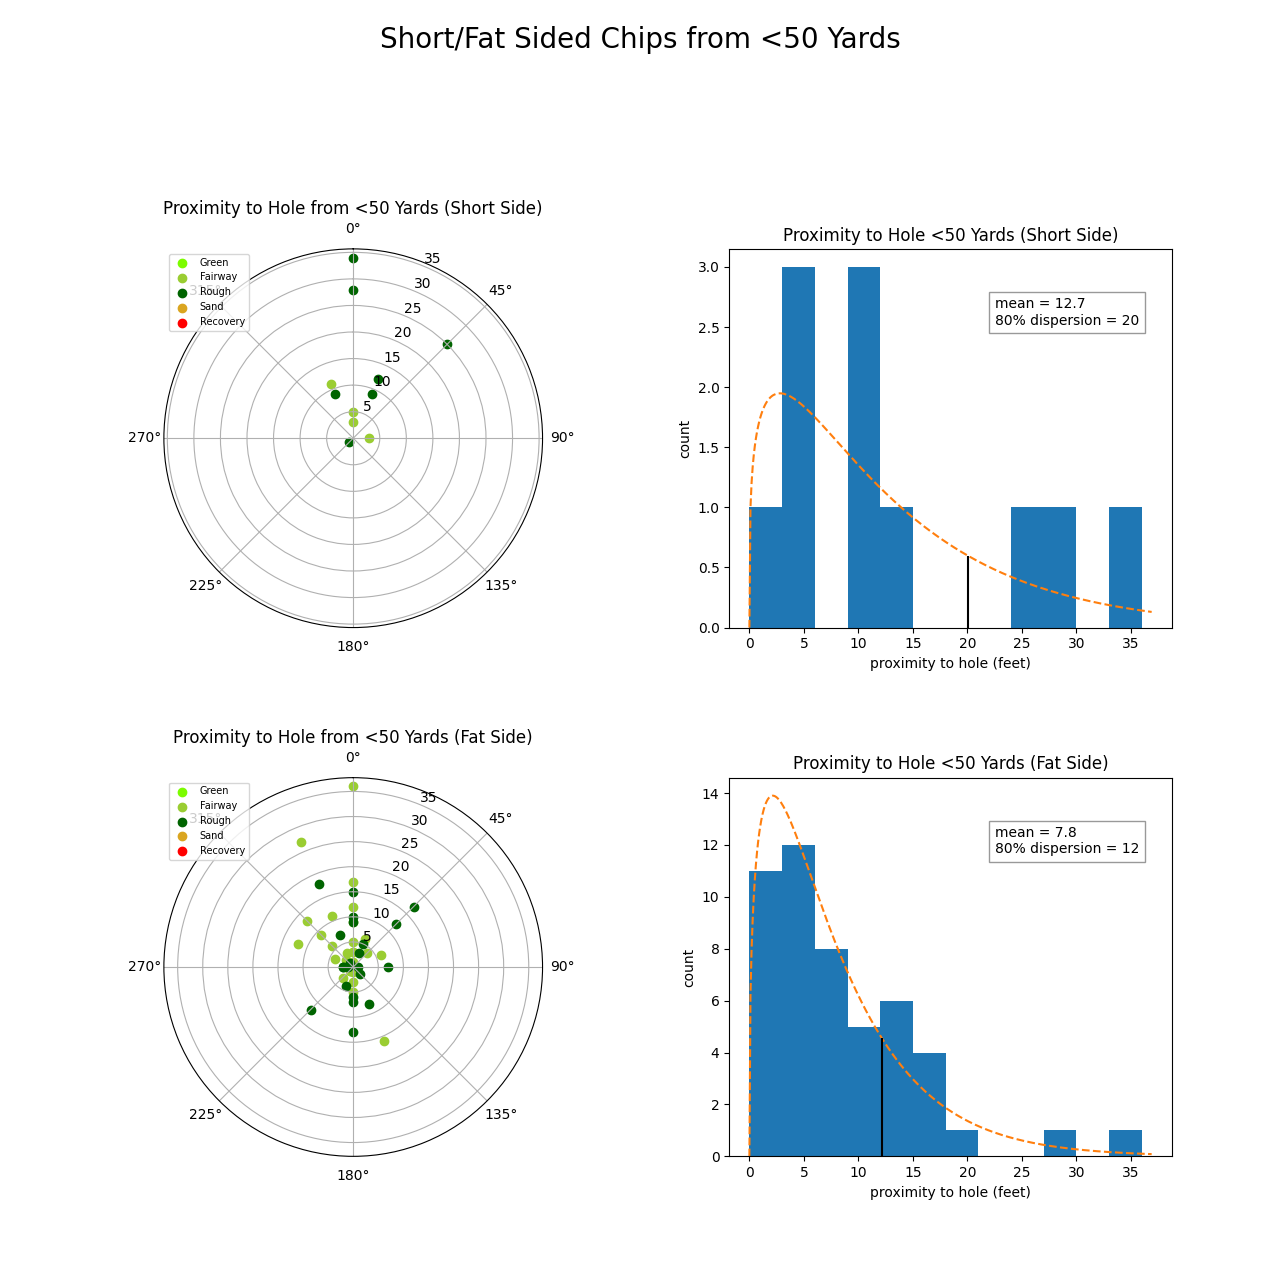 Short/Fat Sided Chips from <50 Yards
Proximity to Hole from <50 Yards (Short Side)
0°
45°
90°
135°
180°
225°
270°
315°
5
10
15
20
25
30
35
Green
Fairway
Rough
Sand
Recovery
Proximity to Hole <50 Yards (Short Side)
mean = 12.7
80% dispersion = 20
count
3.0
2.5
2.0
1.5
1.0
0.5
0.0
0 5 10 15 20 25 30 35
proximity to hole (feet)
Proximity to Hole from <50 Yards (Fat Side)
0°
45°
90°
135°
180°
225°
270°
315°
5
10
15
20
25
30
35
Green
Fairway
Rough
Sand
Recovery
Proximity to Hole <50 Yards (Fat Side)
mean = 7.8
80% dispersion = 12
count
14
12
10
8
6
4
2
0
0 5 10 15 20 25 30 35
proximity to hole (feet)